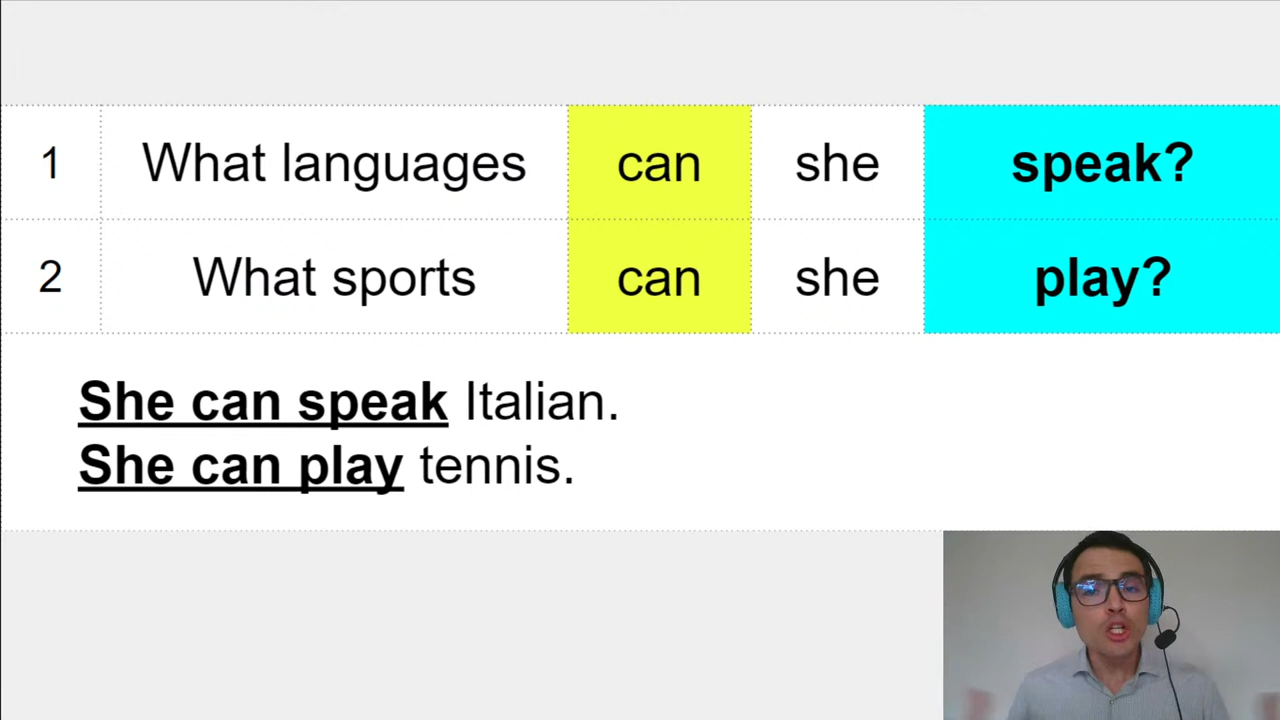 1 What languages can she speak?
2 What sports can she play?
She can speak Italian.
She can play tennis.